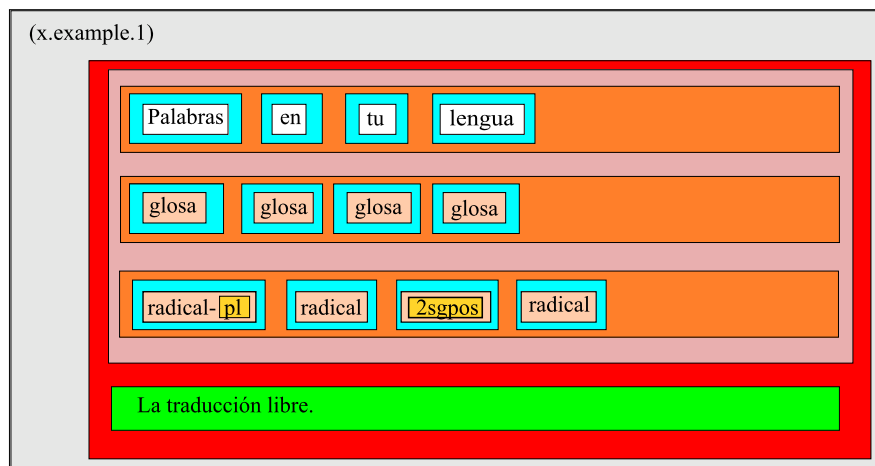 (x.example.1)
Palabras en tu lengua
glosa glosa glosa glosa
radical-pl radical 2sgpos radical
La traducción libre.